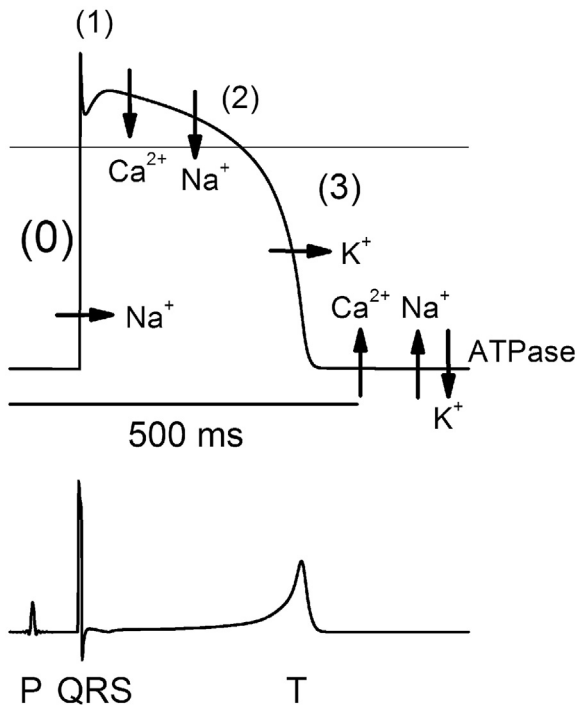 (1)
(2)
Ca²⁺
Na⁺
(3)
(0)
K⁺
Na⁺
Ca²⁺ Na⁺
ATPase
K⁺
500 ms
P QRS T